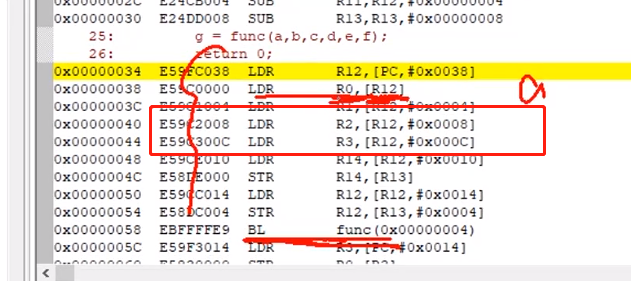 0x0000002C E24CB004 SUB R11,R12,#0x00000004
0x00000030 E24DD008 SUB R13,R13,#0x00000008
25: g = func(a,b,c,d,e,f);
26: return 0;
0x00000034 E59FC038 LDR R12,[PC,#0x0038]
0x00000038 E59C0000 LDR R0,[R12]
0x0000003C E59C1004 LDR R1,[R12,#0x0004]
0x00000040 E59C2008 LDR R2,[R12,#0x0008]
0x00000044 E59C300C LDR R3,[R12,#0x000C]
0x00000048 E59CE010 LDR R14,[R12,#0x0010]
0x0000004C E58DE000 STR R14,[R13]
0x00000050 E59CC014 LDR R12,[R12,#0x0014]
0x00000054 E58DC004 STR R12,[R13,#0x0004]
0x00000058 EBFFFFE9 BL func(0x00000004)
0x0000005C E59F3014 LDR R3,[PC,#0x0014]
0x00000060 E5830000 STR R0,[R3]
a